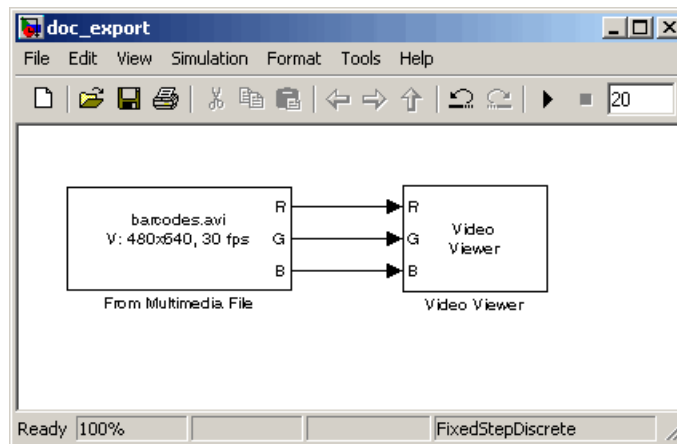 doc_export
File Edit View Simulation Format Tools Help
20
barcodes.avi
V: 480x640, 30 fps
R
G
B
R
G
B
Video
Viewer
From Multimedia File
Video Viewer
Ready 100% FixedStepDiscrete